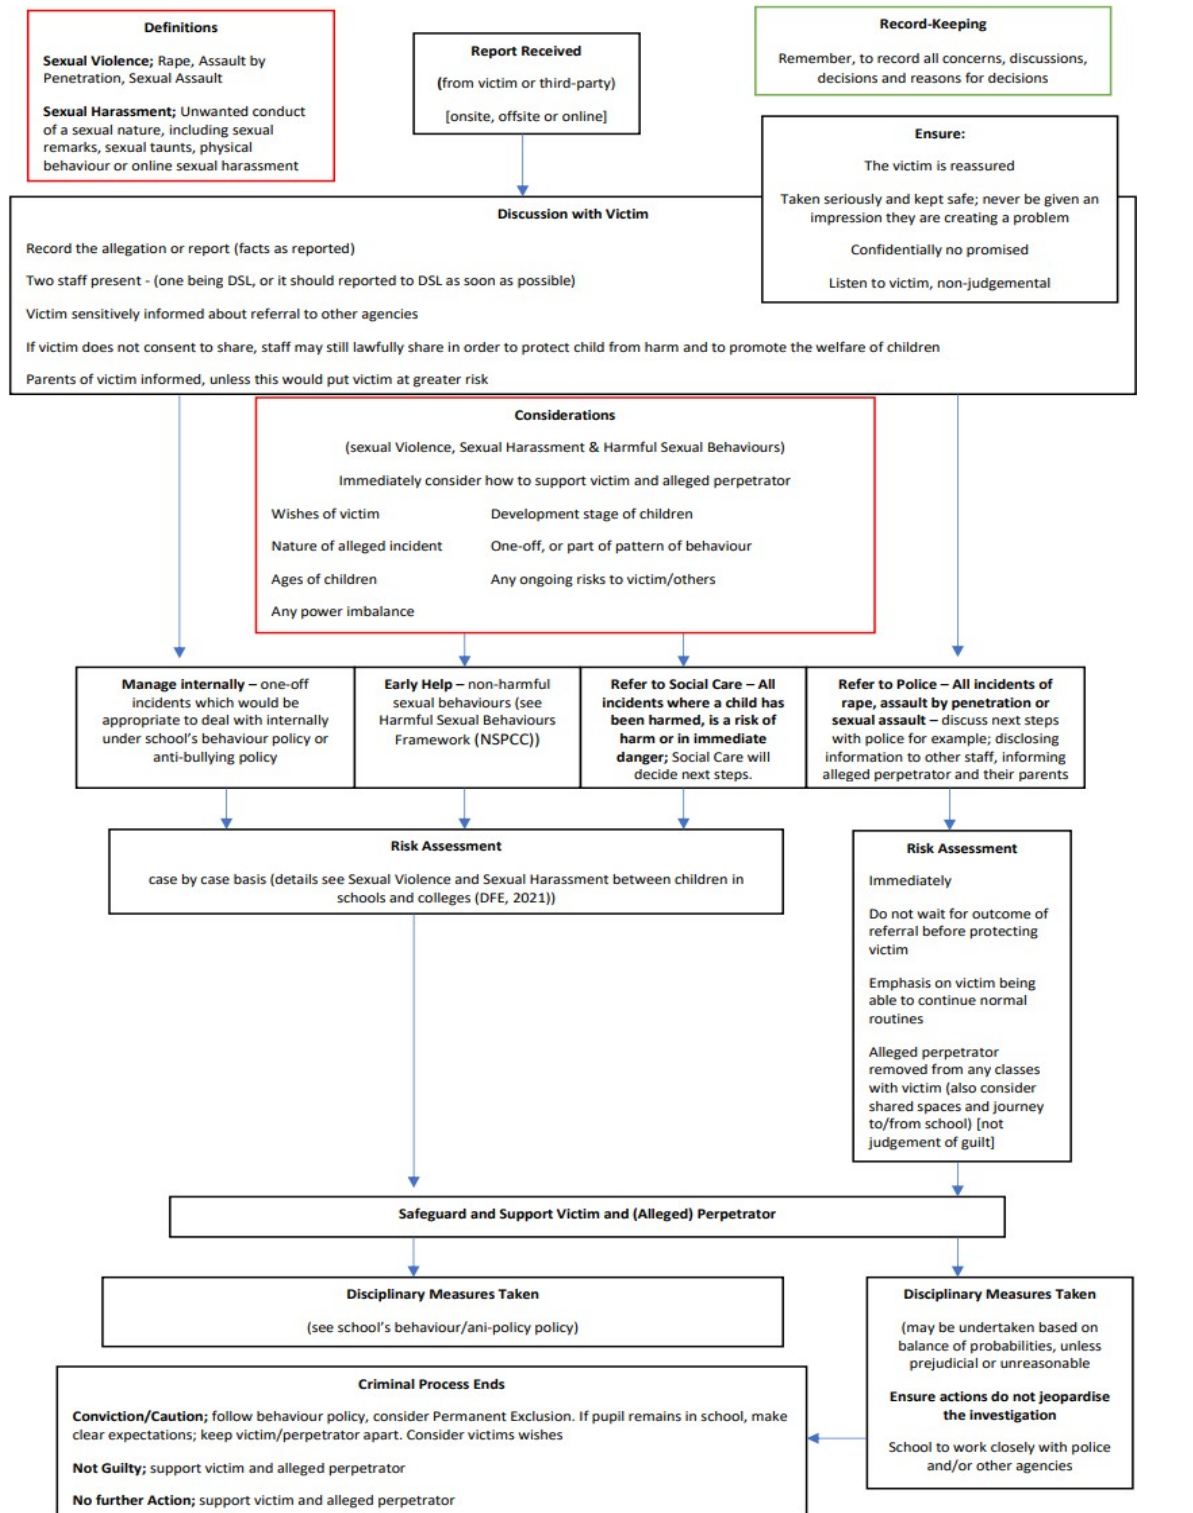 Definitions
Sexual Violence; Rape, Assault by
Penetration, Sexual Assault
Sexual Harassment; Unwanted conduct
of a sexual nature, including sexual
remarks, sexual taunts, physical
behaviour or online sexual harassment
Report Received
(from victim or third-party)
[onsite, offsite or online]
Record-Keeping
Remember, to record all concerns, discussions,
decisions and reasons for decisions
Ensure:
The victim is reassured
Taken seriously and kept safe; never be given an
impression they are creating a problem
Confidentially no promised
Listen to victim, non-judgemental
Discussion with Victim
Record the allegation or report (facts as reported)
Two staff present - (one being DSL, or it should reported to DSL as soon as possible)
Victim sensitively informed about referral to other agencies
If victim does not consent to share, staff may still lawfully share in order to protect child from harm and to promote the welfare of children
Parents of victim informed, unless this would put victim at greater risk
Considerations
(sexual Violence, Sexual Harassment & Harmful Sexual Behaviours)
Immediately consider how to support victim and alleged perpetrator
Wishes of victim
Development stage of children
Nature of alleged incident
One-off, or part of pattern of behaviour
Ages of children
Any ongoing risks to victim/others
Any power imbalance
Manage internally – one-off
incidents which would be
appropriate to deal with internally
under school's behaviour policy or
anti-bullying policy
Early Help – non-harmful
sexual behaviours (see
Harmful Sexual Behaviours
Framework (NSPCC))
Refer to Social Care – All
incidents where a child has
been harmed, is a risk of
harm or in immediate
danger; Social Care will
decide next steps.
Refer to Police – All incidents of
rape, assault by penetration or
sexual assault – discuss next steps
with police for example; disclosing
information to other staff, informing
alleged perpetrator and their parents
Risk Assessment
case by case basis (details see Sexual Violence and Sexual Harassment between children in
schools and colleges (DFE, 2021))
Risk Assessment
Immediately
Do not wait for outcome of
referral before protecting
victim
Emphasis on victim being
able to continue normal
routines
Alleged perpetrator
removed from any classes
with victim (also consider
shared spaces and journey
to/from school) [not
judgement of guilt]
Safeguard and Support Victim and (Alleged) Perpetrator
Disciplinary Measures Taken
(see school's behaviour/ani-policy policy)
Disciplinary Measures Taken
(may be undertaken based on
balance of probabilities, unless
prejudicial or unreasonable
Ensure actions do not jeopardise
the investigation
School to work closely with police
and/or other agencies
Criminal Process Ends
Conviction/Caution; follow behaviour policy, consider Permanent Exclusion. If pupil remains in school, make
clear expectations; keep victim/perpetrator apart. Consider victims wishes
Not Guilty; support victim and alleged perpetrator
No further Action; support victim and alleged perpetrator